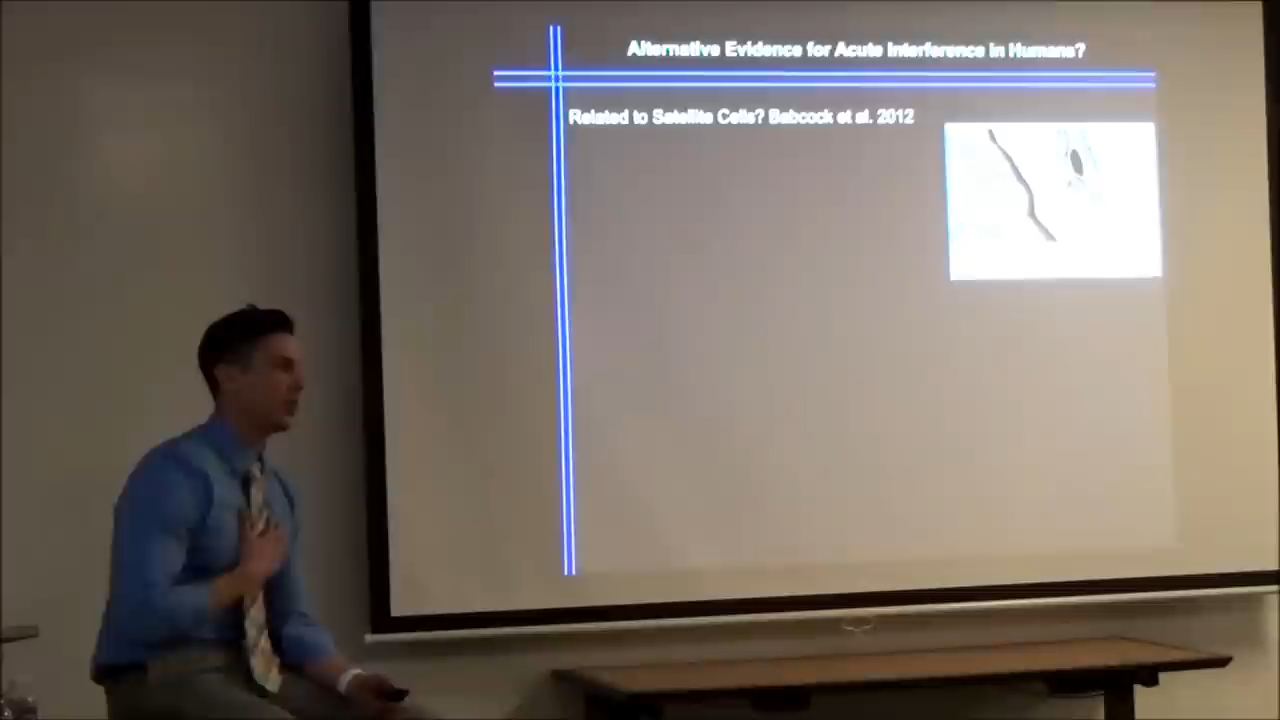 Alternative Evidence for Acute Interference in Humans?
Related to Satellite Cells? Babcock et al. 2012